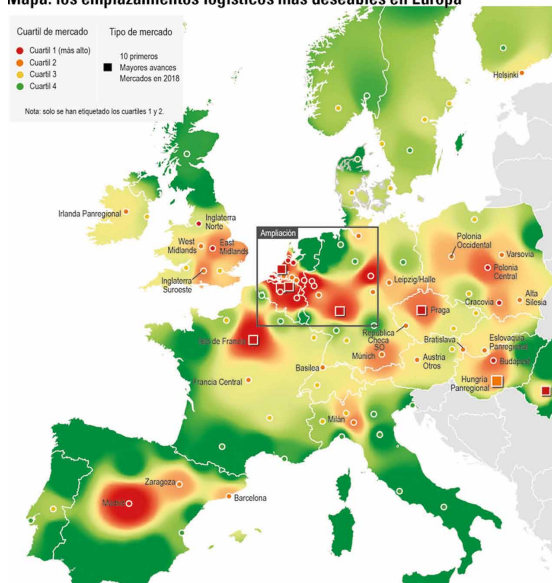 Mapa: los emplazamientos logísticos más deseables en Europa
Cuartil de mercado
Cuartil 1 (más alto)
Cuartil 2
Cuartil 3
Cuartil 4
Tipo de mercado
10 primeros
Mayores avances
Mercados en 2018
Nota: solo se han etiquetado los cuartiles 1 y 2.
Helsinki
Irlanda Panregional
Inglaterra
Norte
West
Midlands
East
Midlands
Inglaterra
Suroeste
Ampliación
Polonia
Occidental
Varsovia
Polonia
Central
Leipzig/Halle
Alta
Silesia
Cracovia
Praga
República
Checa
SO
Bratislava
Eslovaquia
Panregional
Múnich
Austria
Otros
Budapest
Hungría
Panregional
de France
Francia Central
Basilea
Milán
Zaragoza
Barcelona